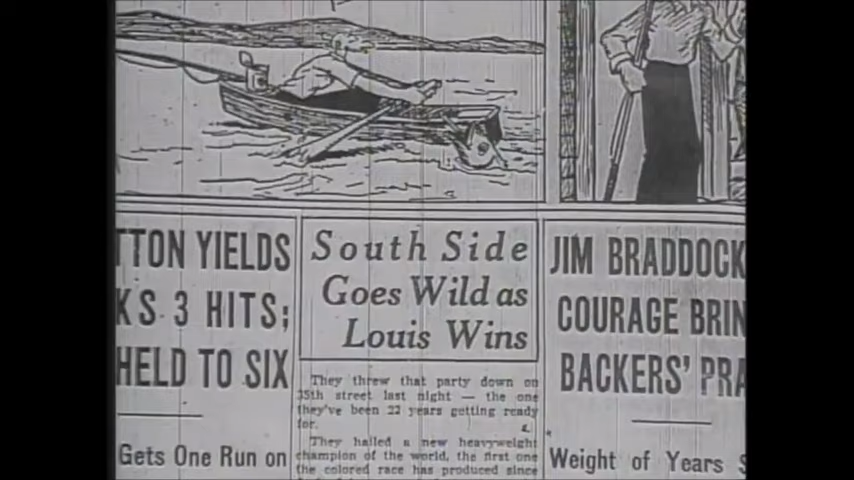 TTON YIELDS
KS 3 HITS;
HELD TO SIX
Gets One Run on
South Side
Goes Wild as
Louis Wins
They threw that party down on
35th street last night — the one
they've been 22 years getting ready
for.
They hailed a new heavyweight
champion of the world, the first one
the colored race has produced since
JIM BRADDOCK
COURAGE BRIN
BACKERS' PRA
Weight of Years